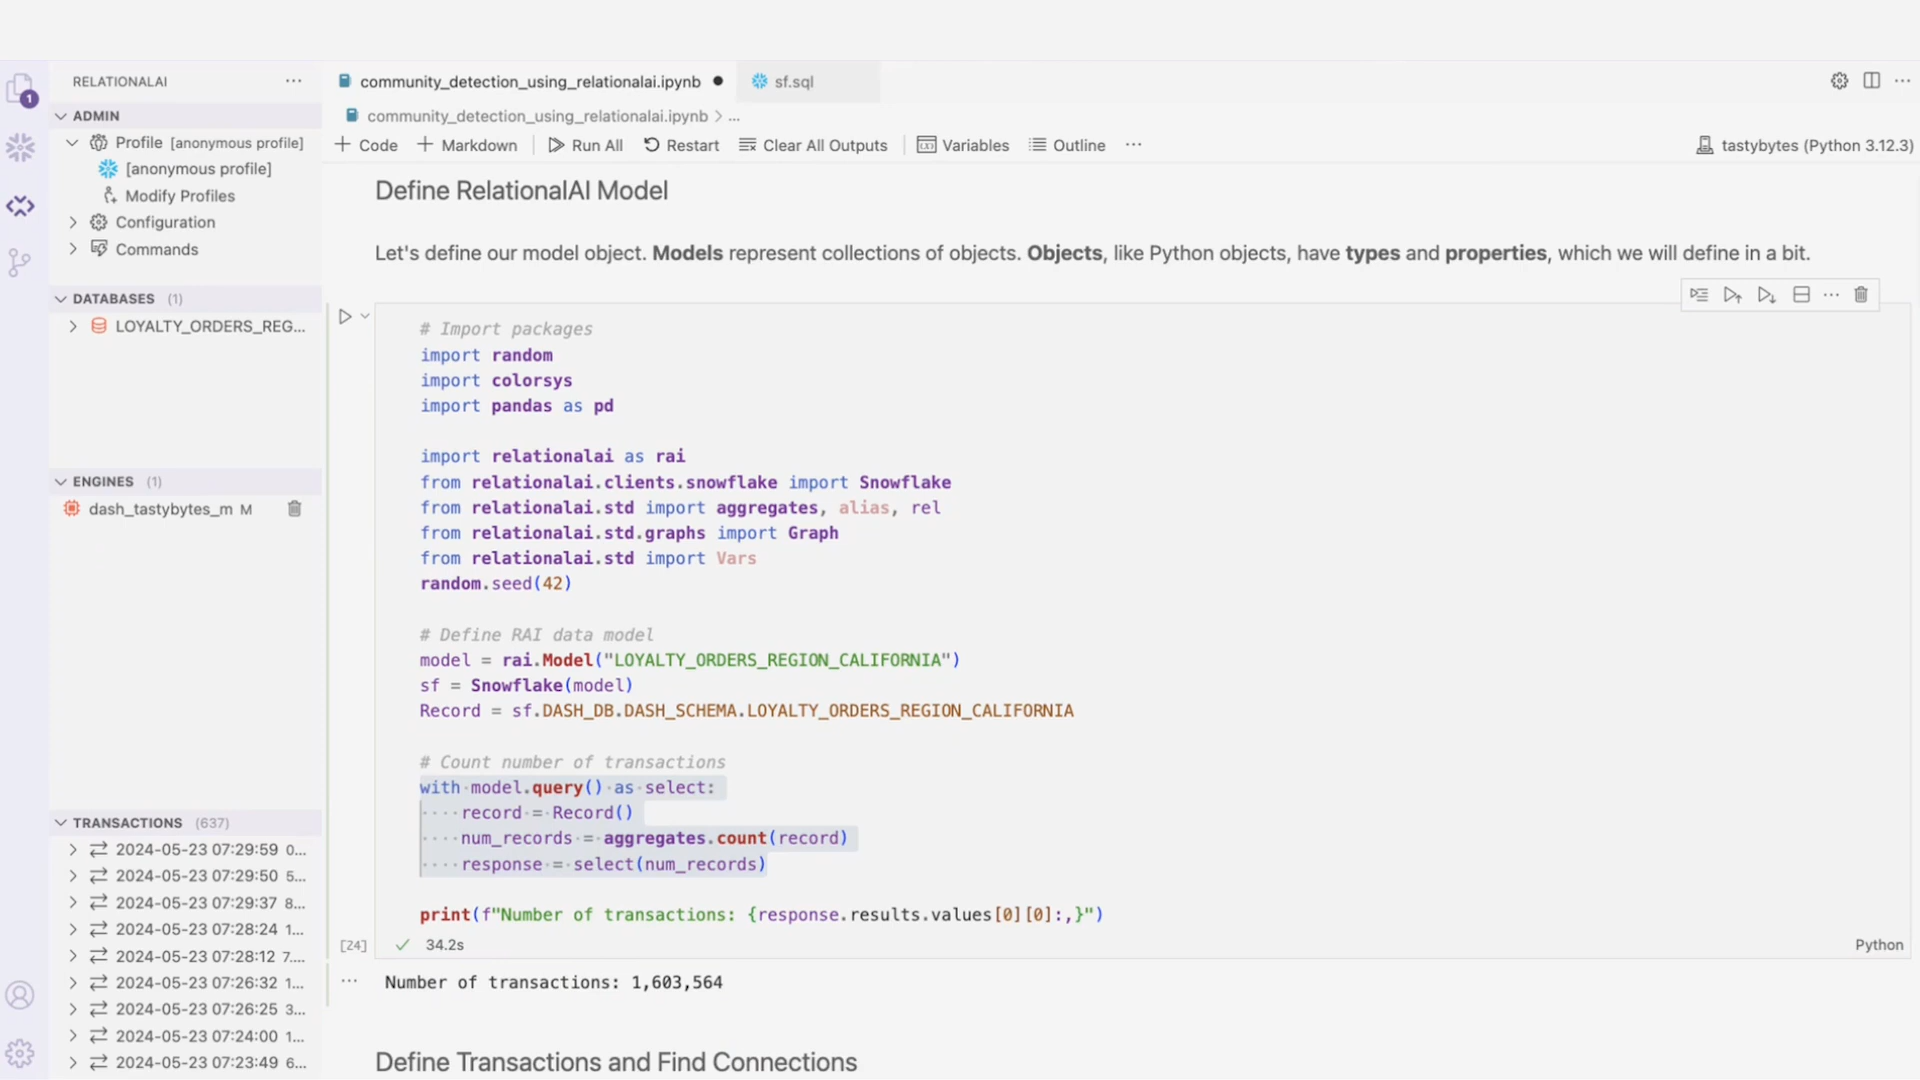 RELATIONALAI
ADMIN
Profile [anonymous profile]
[anonymous profile]
Modify Profiles
Configuration
Commands
DATABASES (1)
LOYALTY_ORDERS_REG...
ENGINES (1)
dash_tastybytes_m M
TRANSACTIONS (637)
2024-05-23 07:29:59 0...
2024-05-23 07:29:50 5...
2024-05-23 07:29:37 8...
2024-05-23 07:28:24 1...
2024-05-23 07:28:12 7....
2024-05-23 07:26:32 1...
2024-05-23 07:26:25 3...
2024-05-23 07:24:00 1...
2024-05-23 07:23:49 6...
1
community_detection_using_relationalai.ipynb
sf.sql
community_detection_using_relationalai.ipynb > ...
+ Code + Markdown Run All Restart Clear All Outputs Variables Outline ...
tastybytes (Python 3.12.3)
Define RelationalAI Model
Let's define our model object. Models represent collections of objects. Objects, like Python objects, have types and properties, which we will define in a bit.
# Import packages
import random
import colorsys
import pandas as pd
import relationalai as rai
from relationalai.clients.snowflake import Snowflake
from relationalai.std import aggregates, alias, rel
from relationalai.std.graphs import Graph
from relationalai.std import Vars
random.seed(42)
# Define RAI data model
model = rai.Model("LOYALTY_ORDERS_REGION_CALIFORNIA")
sf = Snowflake(model)
Record = sf.DASH_DB.DASH_SCHEMA.LOYALTY_ORDERS_REGION_CALIFORNIA
# Count number of transactions
with model.query() as select:
    record = Record()
    num_records = aggregates.count(record)
    response = select(num_records)
print(f"Number of transactions: {response.results.values[0][0]:,}")
[24] 34.2s
Python
Number of transactions: 1,603,564
Define Transactions and Find Connections